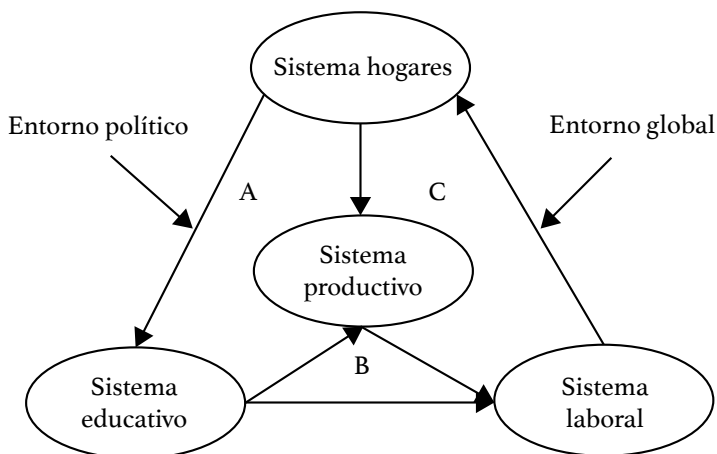 Sistema hogares
Entorno político
Entorno global
A
C
Sistema
productivo
B
Sistema
educativo
Sistema
laboral